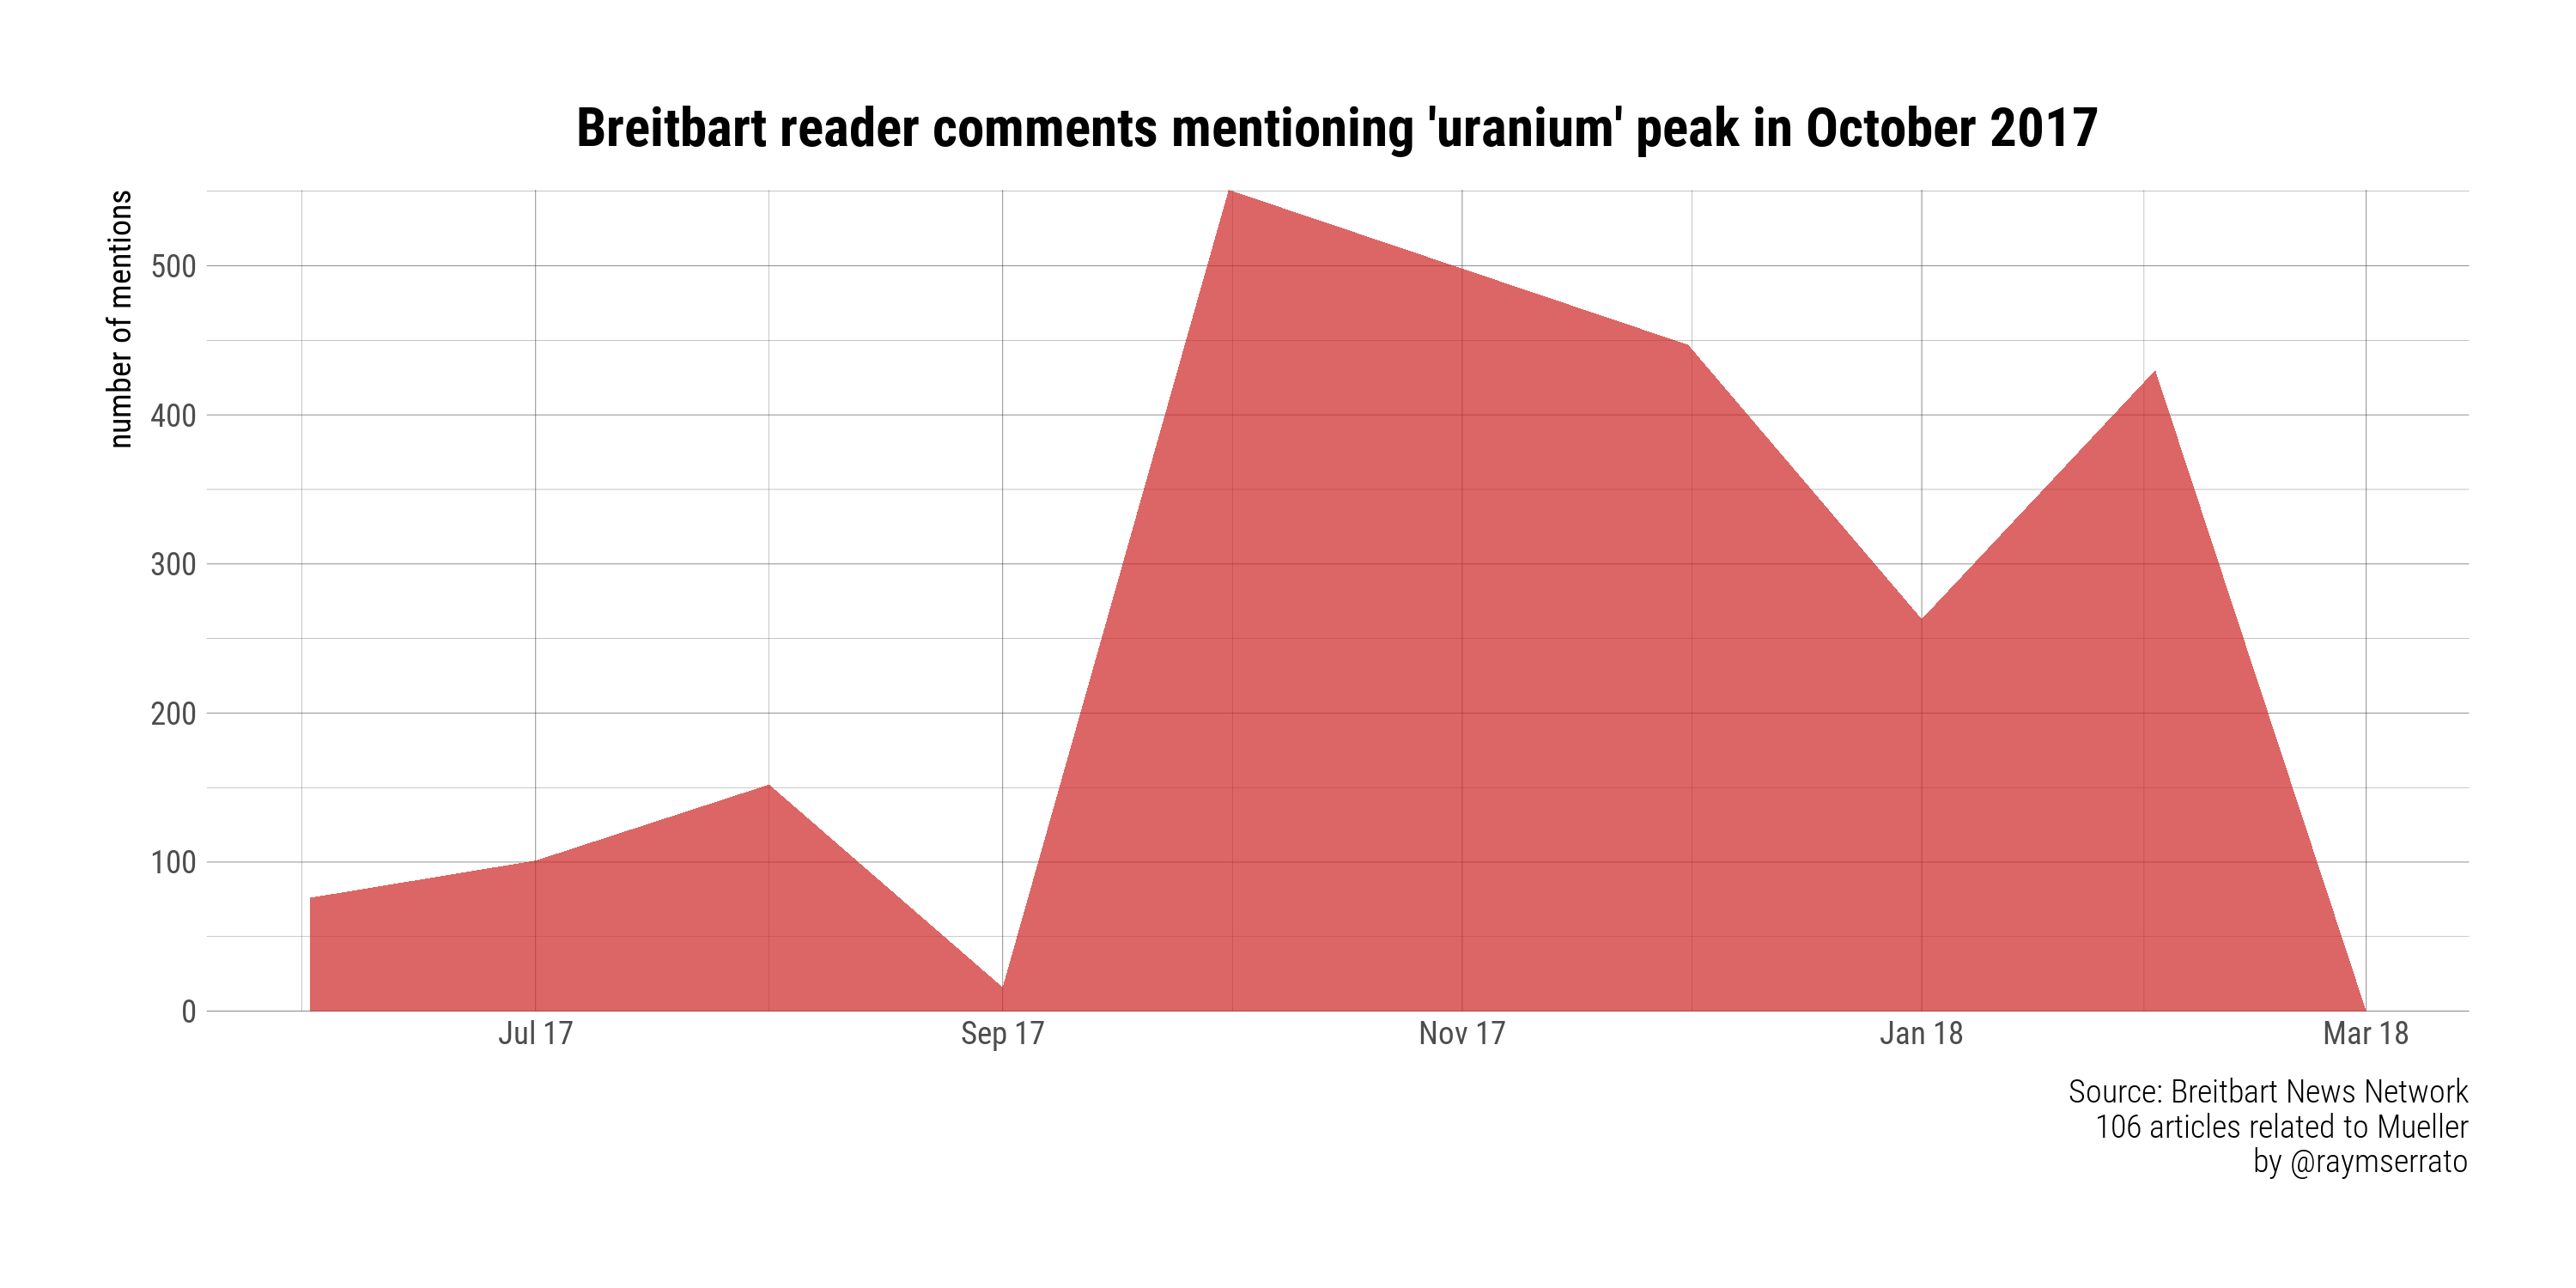 Breitbart reader comments mentioning 'uranium' peak in October 2017
number of mentions
500
400
300
200
100
0
Jul 17
Sep 17
Nov 17
Jan 18
Mar 18
Source: Breitbart News Network
106 articles related to Mueller
by @raymserrato